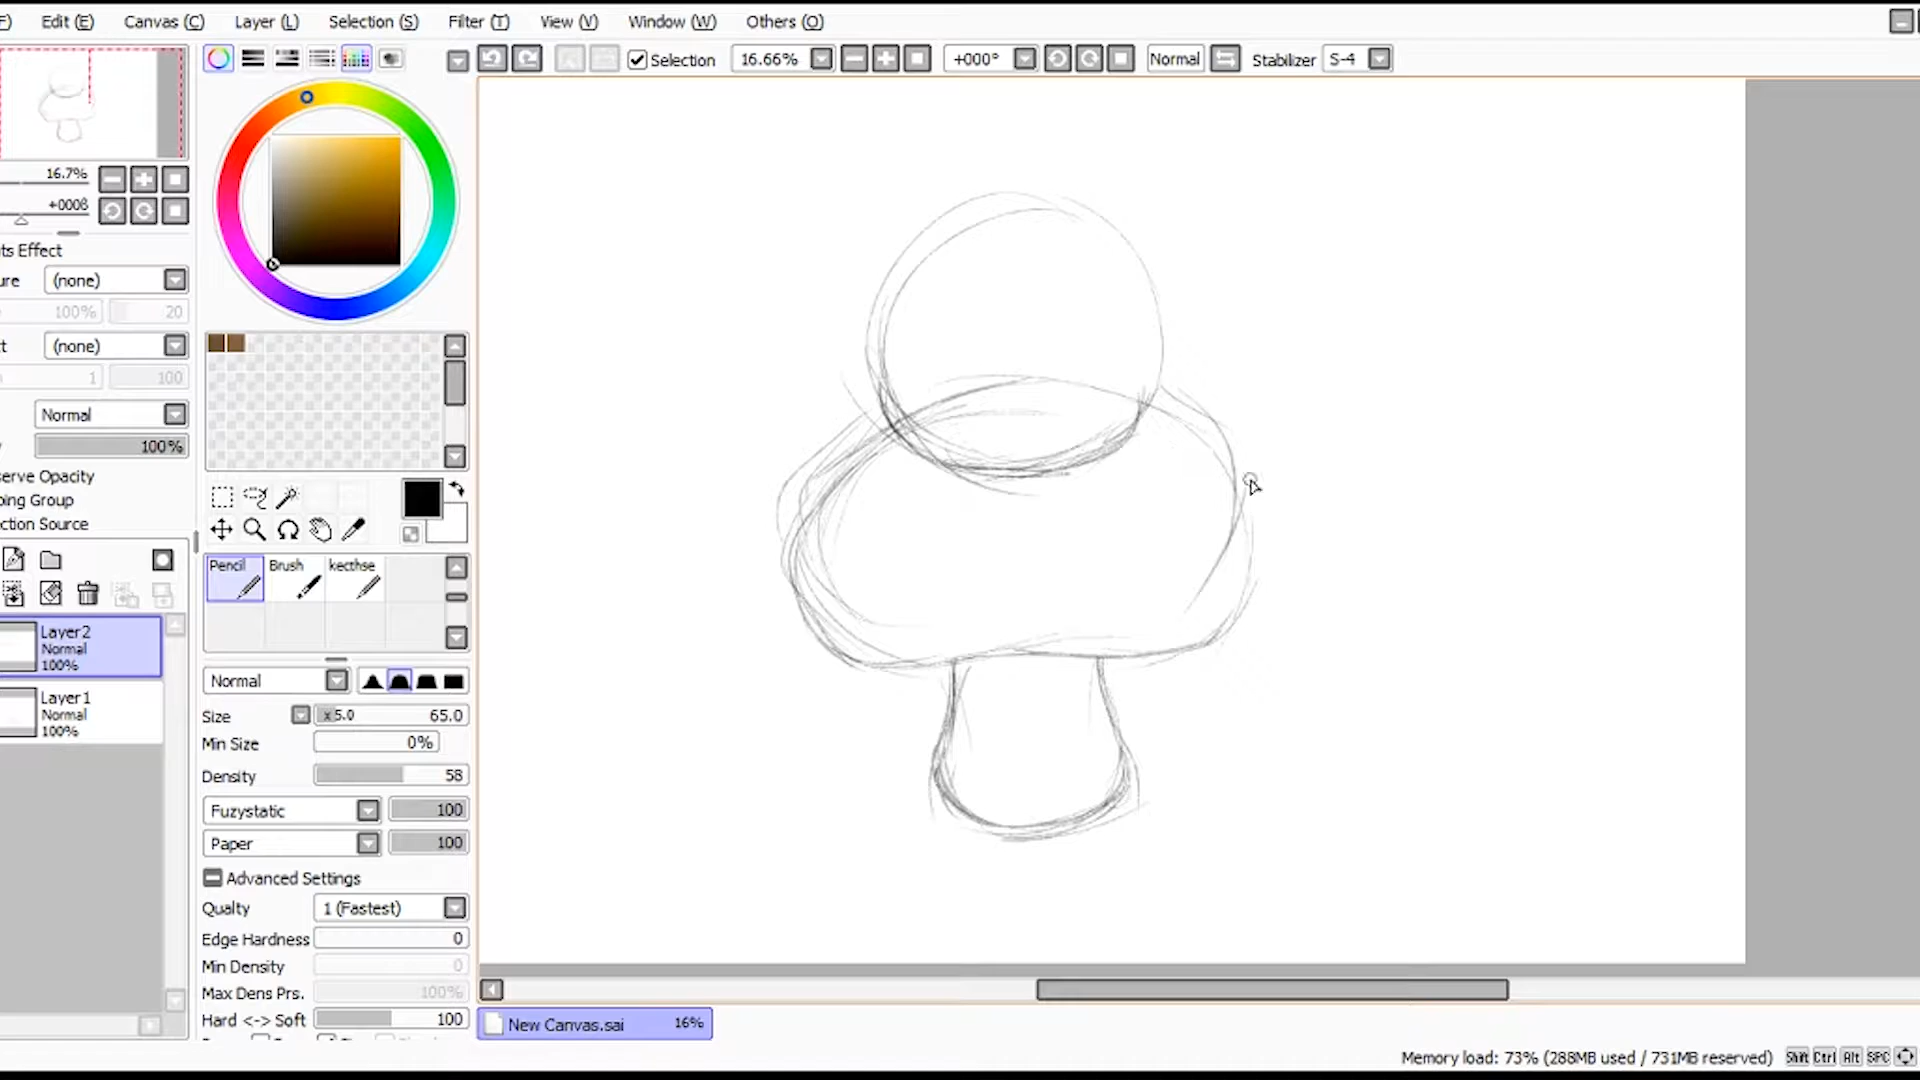 F)
Edit (E)
Canvas (C)
Layer (L)
Selection (S)
Filter (T)
View (V)
Window (W)
Others (O)
Selection
16.66%
+000°
Normal
Stabilizer
S-4
16.7%
+0008
ts Effect
ure
(none)
100%
20
t
(none)
1
100
Normal
100%
serve Opacity
ping Group
ction Source
Layer2
Normal
100%
Layer1
Normal
100%
Pencil
Brush
kecthse
Normal
Size
x5.0
65.0
Min Size
0%
Density
58
Fuzystatic
100
Paper
100
Advanced Settings
Qualty
1 (Fastest)
Edge Hardness
0
Min Density
0
Max Dens Prs.
100%
Hard <-> Soft
100
New Canvas.sai
16%
Memory load: 73% (288MB used / 731MB reserved)
Shift Ctrl Alt SPC